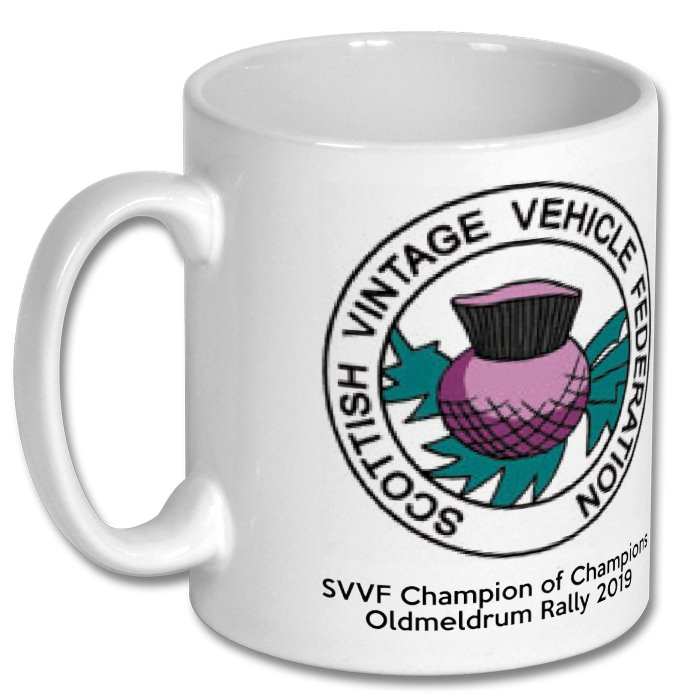 SCOTTISH VINTAGE VEHICLE FEDERATION
SVVF Champion of Champions
Oldmeldrum Rally 2019